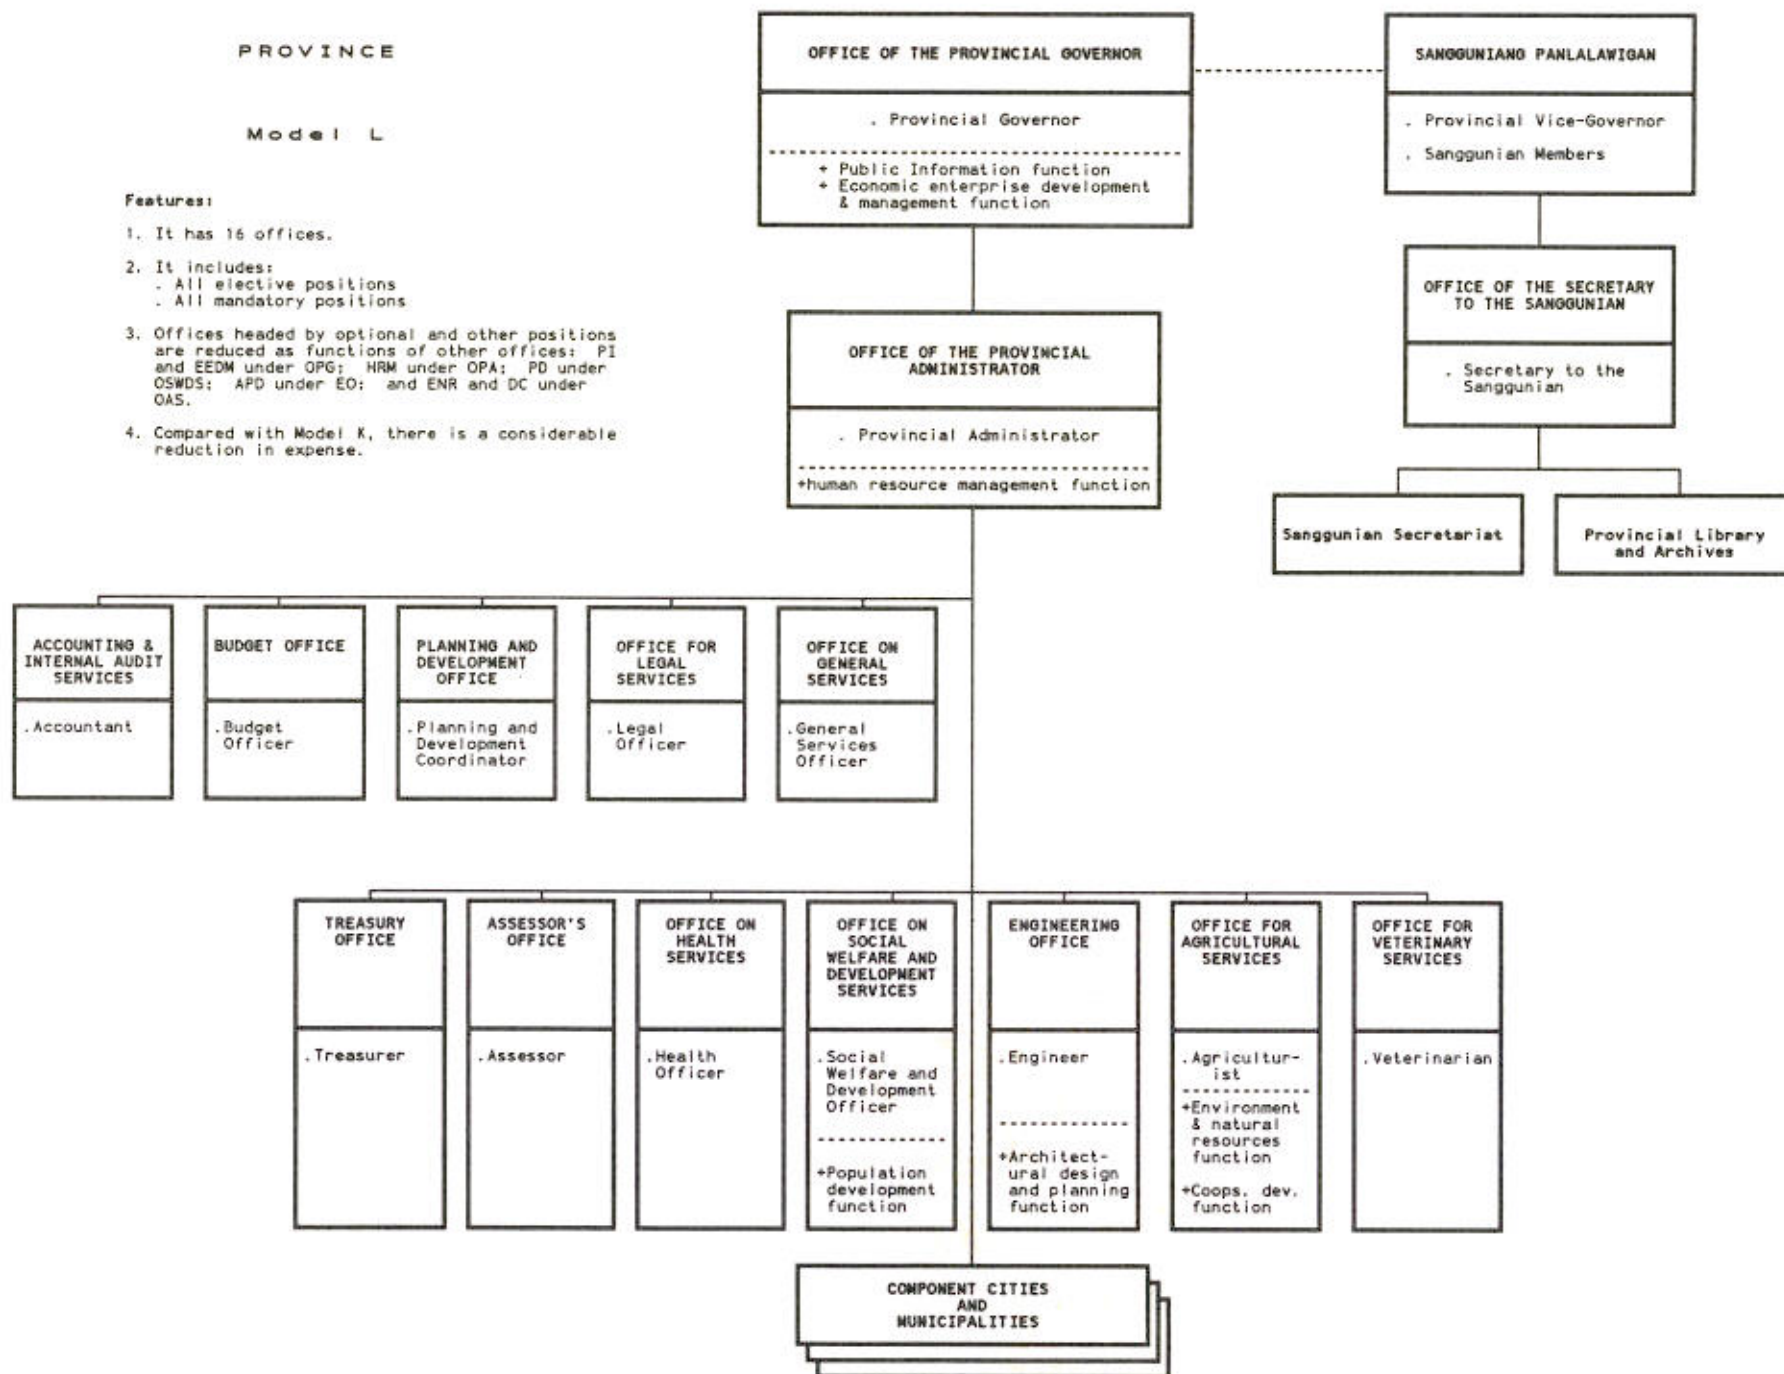 PROVINCE
Model L
Features:
1. It has 16 offices.
2. It includes:
. All elective positions
. All mandatory positions
3. Offices headed by optional and other positions
are reduced as functions of other offices: PI
and EEDM under OPG; HRM under OPA; PD under
OSWDS; APD under EO; and ENR and DC under
OAS.
4. Compared with Model K, there is a considerable
reduction in expense.
OFFICE OF THE PROVINCIAL GOVERNOR
. Provincial Governor
+ Public Information function
+ Economic enterprise development
& management function
SANGGUNIANG PANLALAWIGAN
. Provincial Vice-Governor
. Sanggunian Members
OFFICE OF THE SECRETARY
TO THE SANGGUNIAN
. Secretary to the
Sanggunian
Sanggunian Secretariat
Provincial Library
and Archives
OFFICE OF THE PROVINCIAL
ADMINISTRATOR
. Provincial Administrator
+human resource management function
ACCOUNTING &
INTERNAL AUDIT
SERVICES
.Accountant
BUDGET OFFICE
.Budget
Officer
PLANNING AND
DEVELOPMENT
OFFICE
.Planning and
Development
Coordinator
OFFICE FOR
LEGAL
SERVICES
.Legal
Officer
OFFICE ON
GENERAL
SERVICES
.General
Services
Officer
TREASURY
OFFICE
.Treasurer
ASSESSOR'S
OFFICE
.Assessor
OFFICE ON
HEALTH
SERVICES
.Health
Officer
OFFICE ON
SOCIAL
WELFARE AND
DEVELOPMENT
SERVICES
.Social
Welfare and
Development
Officer
+Population
development
function
ENGINEERING
OFFICE
.Engineer
+Architect-
ural design
and planning
function
OFFICE FOR
AGRICULTURAL
SERVICES
.Agricultur-
ist
+Environment
& natural
resources
function
+Coops. dev.
function
OFFICE FOR
VETERINARY
SERVICES
.Veterinarian
COMPONENT CITIES
AND
MUNICIPALITIES